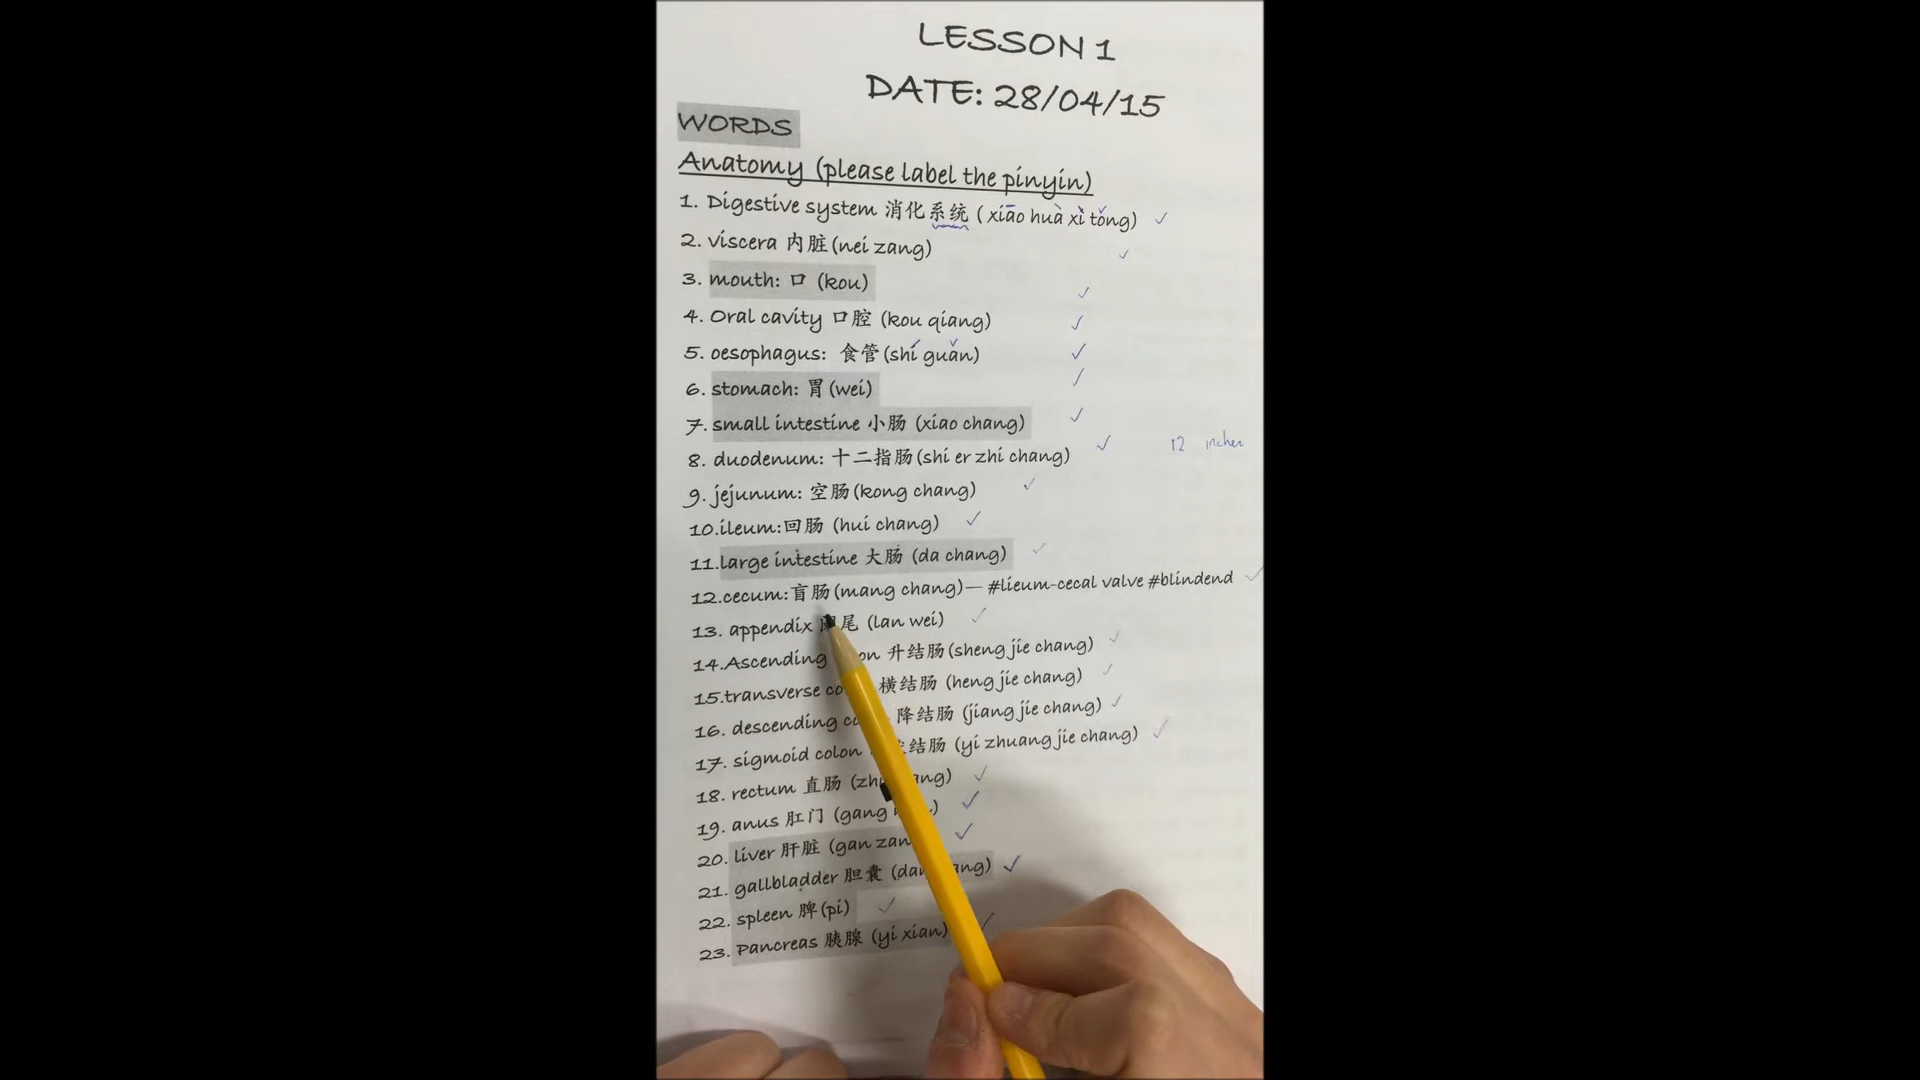 LESSON 1
DATE: 28/04/15
WORDS
Anatomy (please label the pinyin)
1. Digestive system 消化系统 (xiāo huà xì tǒng)
2. viscera 内脏(nei zang)
3. mouth: 口 (kou)
4. Oral cavity 口腔 (kou qiang)
5. oesophagus: 食管(shí guǎn)
6. stomach: 胃(wei)
7. small intestine 小肠 (xiao chang)
8. duodenum: 十二指肠(shi er zhi chang) 12 inches
9. jejunum: 空肠(kong chang)
10.ileum:回肠 (hui chang)
11.large intestine 大肠 (da chang)
12.cecum:盲肠(mang chang)— #lieum-cecal valve #blindend
13. appendix 尾 (lan wei)
14.Ascending 升结肠(sheng jie chang)
15.transverse 横结肠 (heng jie chang)
16. descending 降结肠 (jiang jie chang)
17. sigmoid colon 结肠 (yi zhuang jie chang)
18. rectum 直肠
19. anus 肛门 (gang
20. liver 肝脏 (gan
21. gallbladder 胆囊
22. spleen 脾(pi)
23. Pancreas 胰腺 (yi xian)